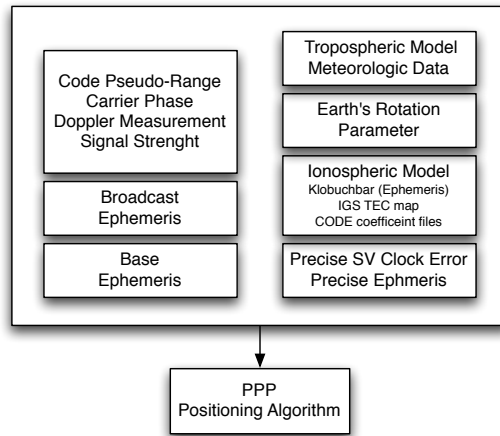 Code Pseudo-Range
Carrier Phase
Doppler Measurement
Signal Strenght
Broadcast
Ephemeris
Base
Ephemeris
Tropospheric Model
Meteorologic Data
Earth's Rotation
Parameter
Ionospheric Model
Klobuchbar (Ephemeris)
IGS TEC map
CODE coefficeint files
Precise SV Clock Error
Precise Ephmeris
PPP
Positioning Algorithm